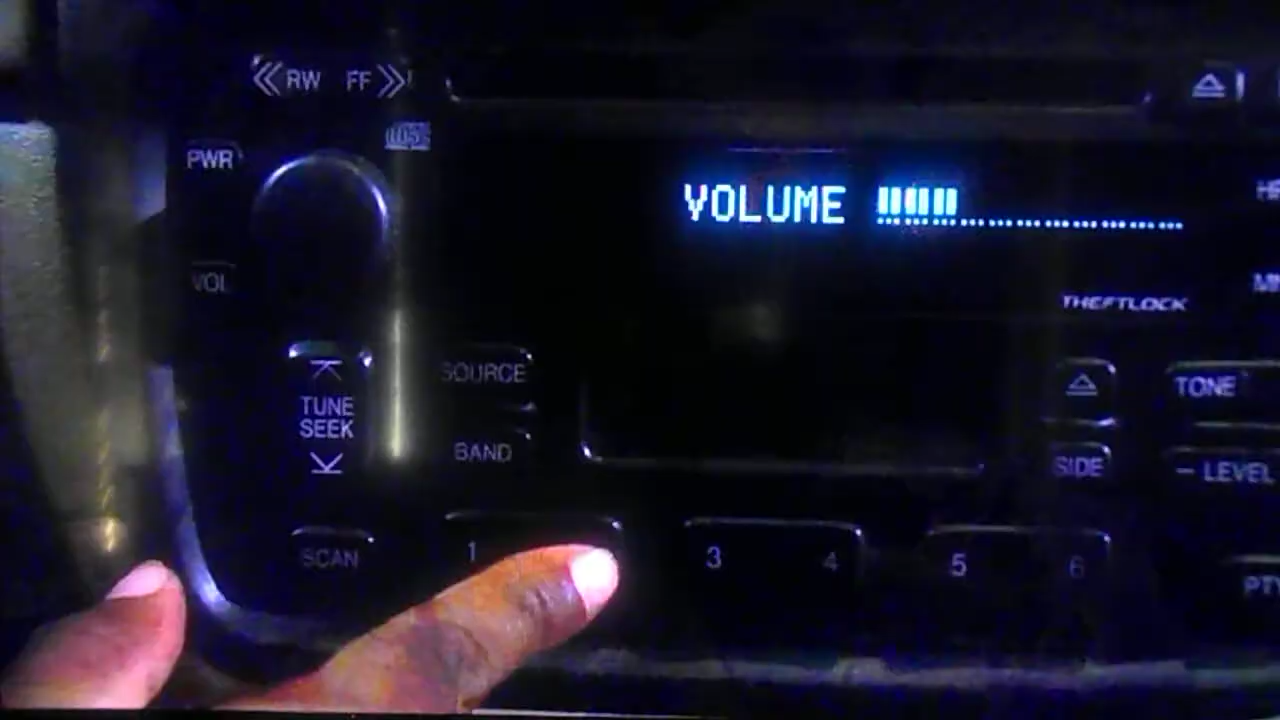 RW FF
DISC
PWR
VOLUME
VOL
THEFTLOCK
SOURCE
TUNE
SEEK
TONE
BAND
SIDE
- LEVEL
SCAN
1 3 4 5 6